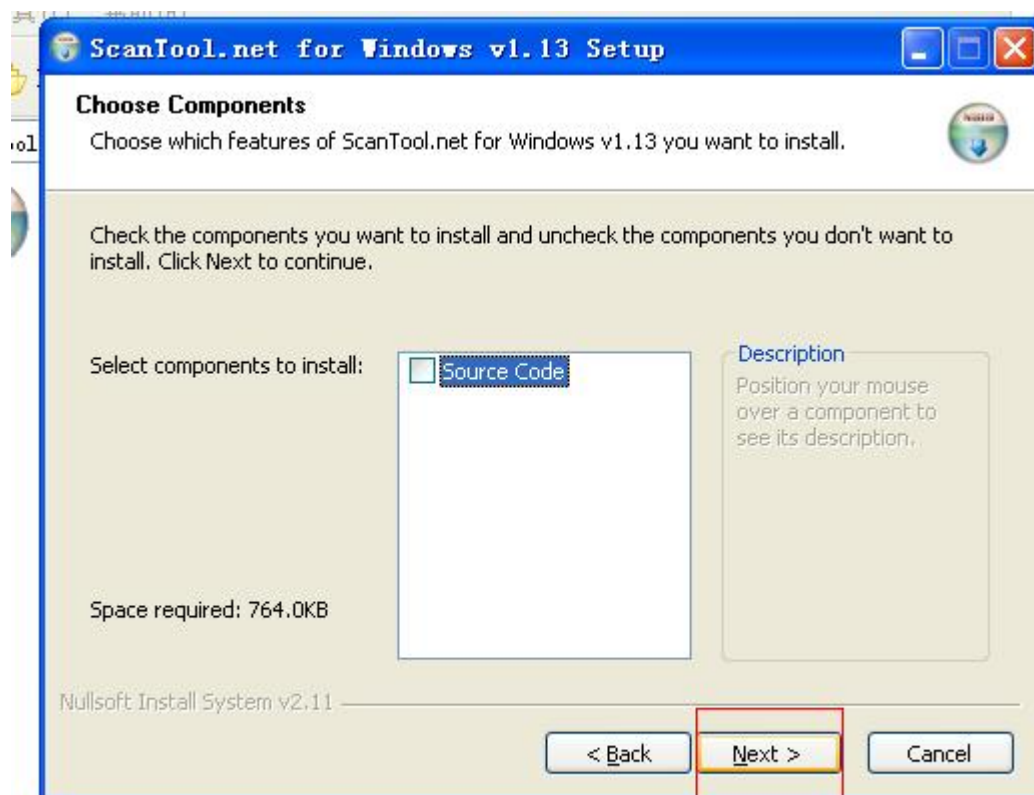 ScanTool.net for Windows v1.13 Setup
Choose Components
Choose which features of ScanTool.net for Windows v1.13 you want to install.
Check the components you want to install and uncheck the components you don't want to
install. Click Next to continue.
Select components to install:
Source Code
Description
Position your mouse
over a component to
see its description.
Space required: 764.0KB
Nullsoft Install System v2.11
< Back
Next >
Cancel